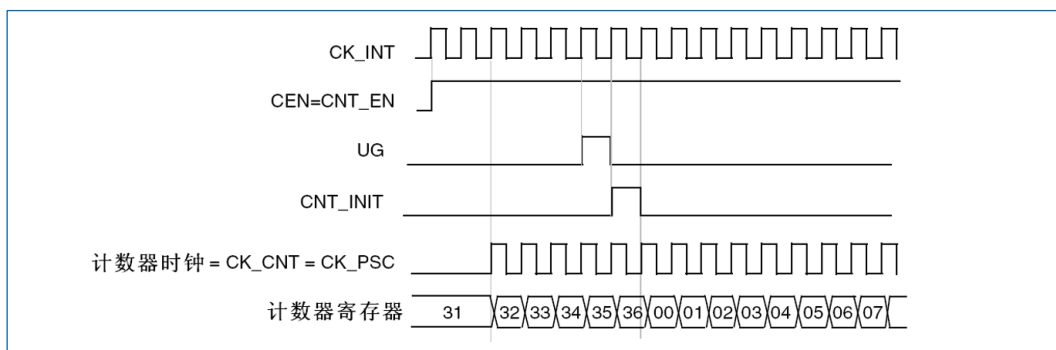 CK_INT
CEN=CNT_EN
UG
CNT_INIT
计数器时钟 = CK_CNT = CK_PSC
计数器寄存器 31 32 33 34 35 36 00 01 02 03 04 05 06 07